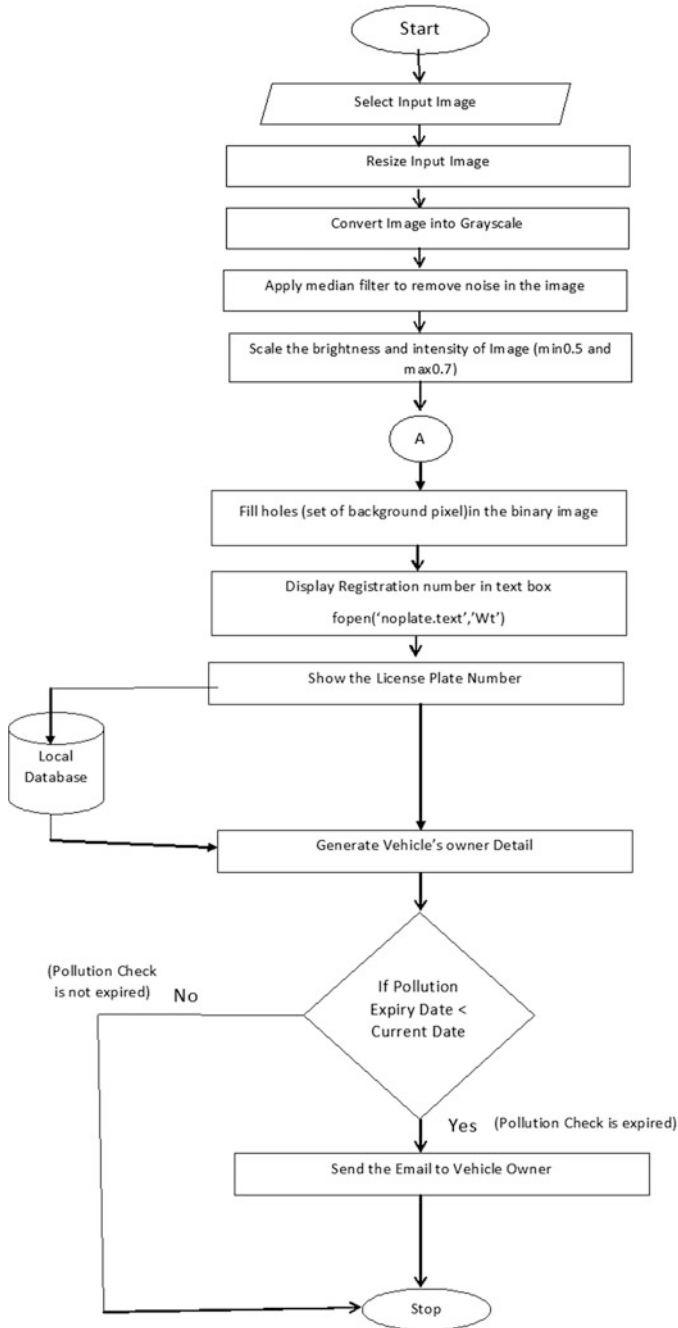 Start
Select Input Image
Resize Input Image
Convert Image into Grayscale
Apply median filter to remove noise in the image
Scale the brightness and intensity of Image (min0.5 and
max0.7)
A
Fill holes (set of background pixel)in the binary image
Display Registration number in text box
fopen(‘noplate.text’,’Wt’)
Show the License Plate Number
Local
Database
Generate Vehicle’s owner Detail
If Pollution
Expiry Date <
Current Date
(Pollution Check
is not expired) No
Yes (Pollution Check is expired)
Send the Email to Vehicle Owner
Stop